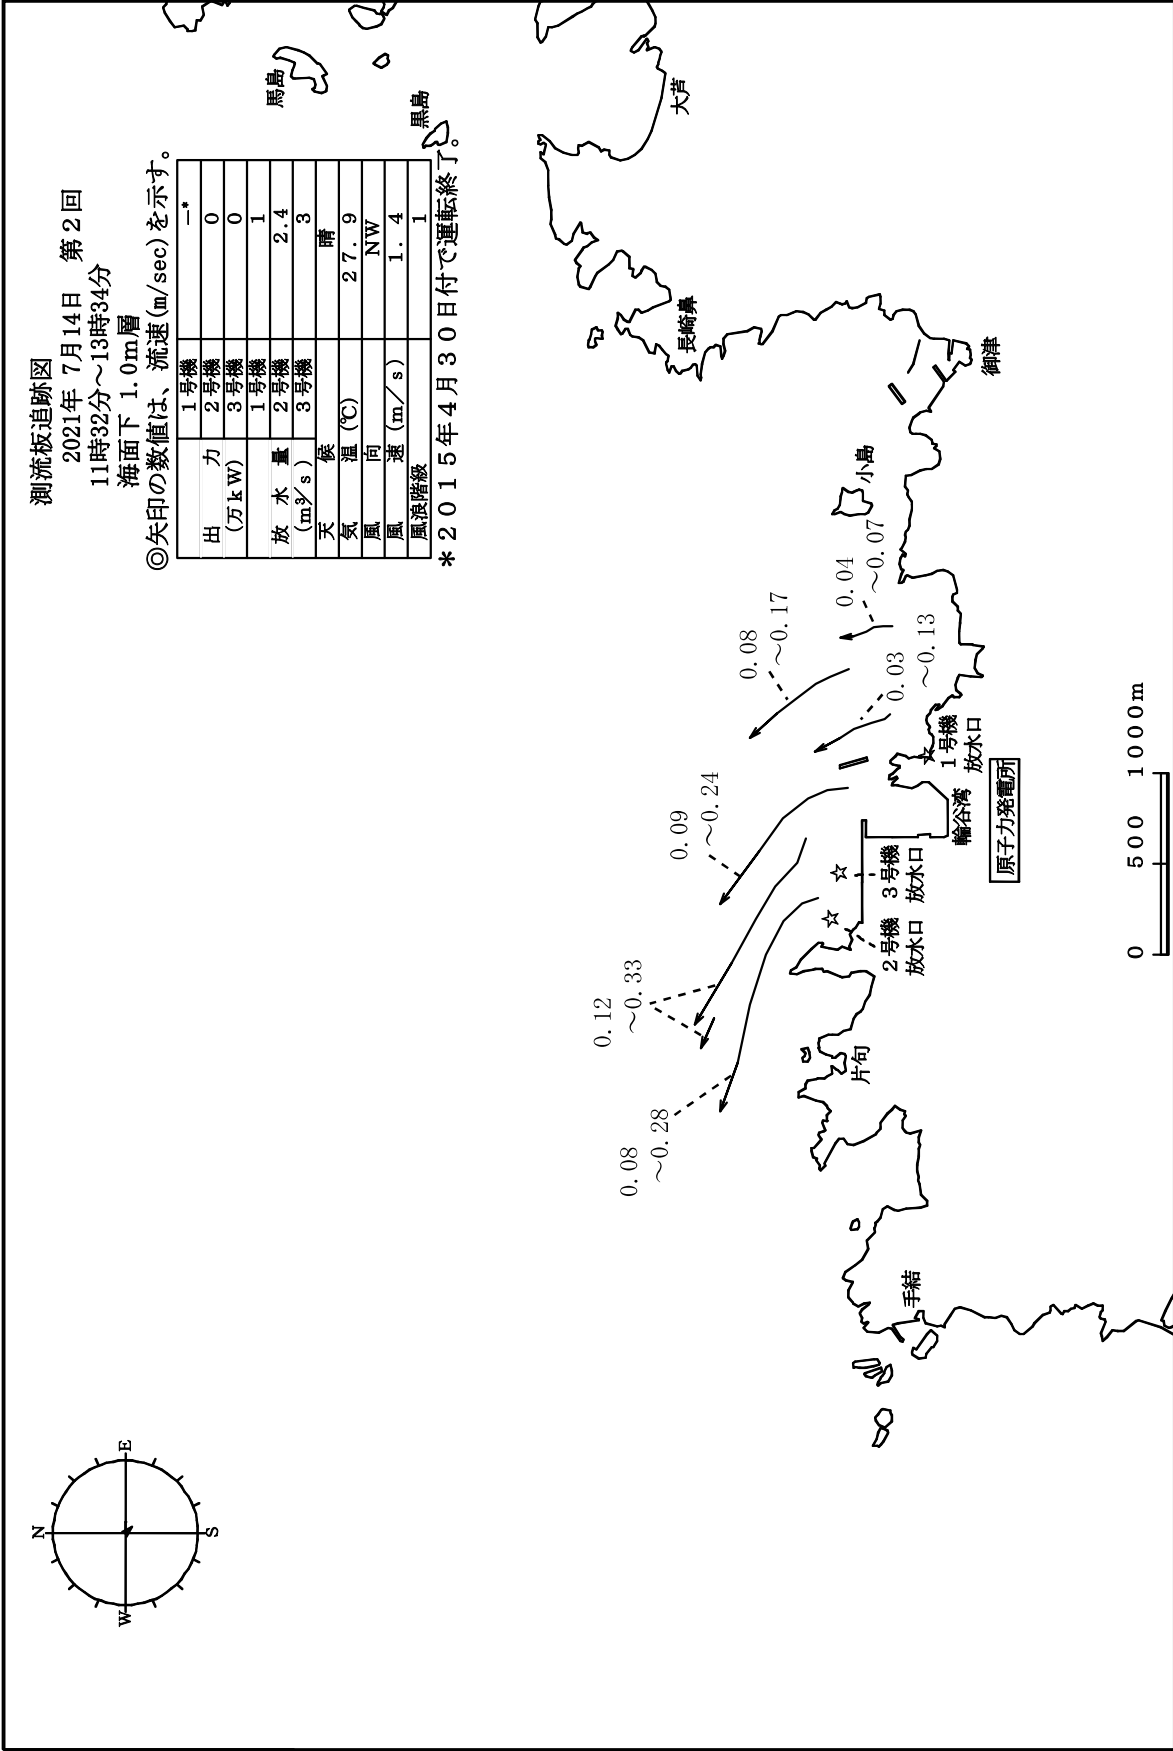 測流板追跡図
2021年 7月14日 第2回
11時32分～13時34分
海面下 1.0m層
◎矢印の数値は、流速(m/sec)を示す。
出力(万kW) 1号機 ―*
2号機 0
3号機 0
放水量(m³/s) 1号機 1
2号機 2.4
3号機 3
天候 晴
気温(℃) 27.9
風向 NW
風速(m/s) 1.4
風浪階級 1
*2015年4月30日付で運転終了。
N
W
E
S
馬島
黒島
大芦
長崎鼻
御津
小島
0.04
～0.07
0.08
～0.17
0.03
～0.13
0.09
～0.24
0.12
～0.33
0.08
～0.28
1号機
放水口
輪谷湾
3号機
放水口
2号機
放水口
原子力発電所
片句
手結
0 500 1000m